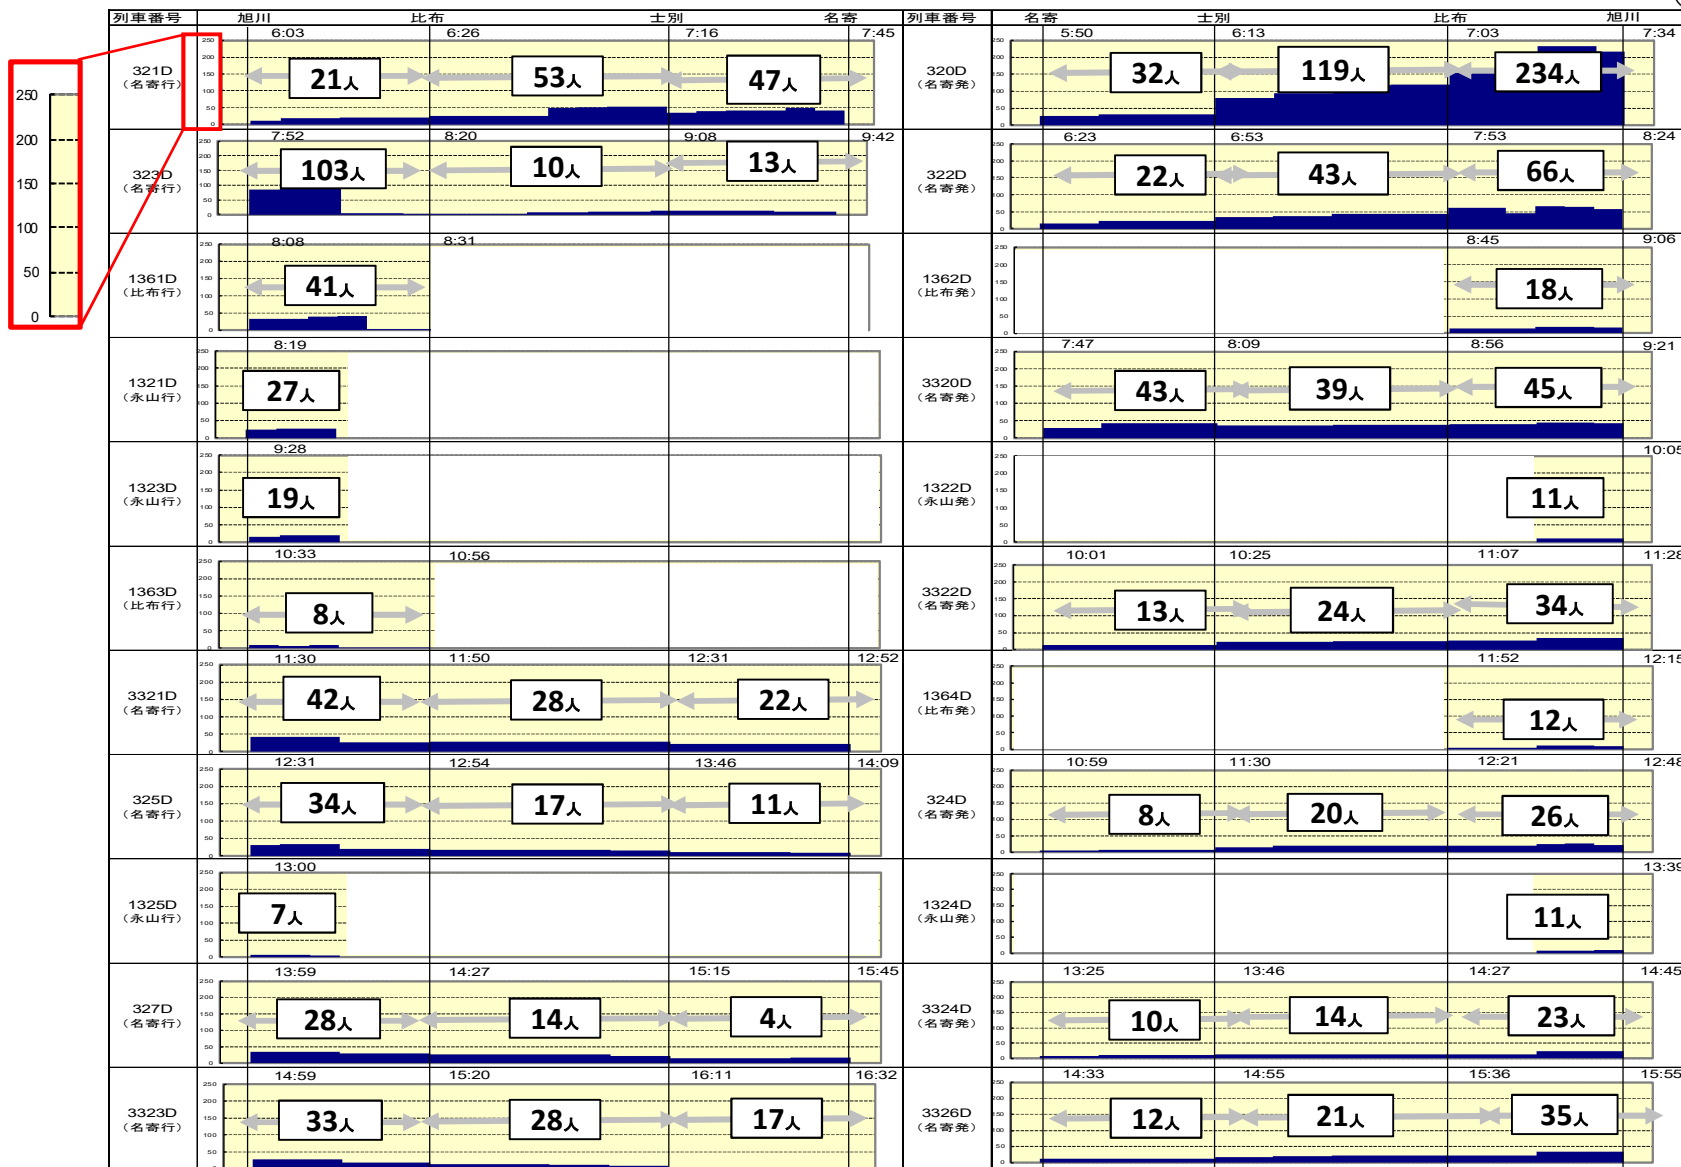 列車番号 旭川 比布 士別 名寄 列車番号 名寄 士別 比布 旭川
250
200
150
100
50
0
6:03 6:26 7:16 7:45
321D
(名寄行)
21人 53人 47人
5:50 6:13 7:03 7:34
320D
(名寄発)
32人 119人 234人
7:52 8:20 9:08 9:42
323D
(名寄行)
103人 10人 13人
6:23 6:53 7:53 8:24
322D
(名寄発)
22人 43人 66人
8:08 8:31
1361D
(比布行)
41人
8:45 9:06
1362D
(比布発)
18人
8:19
1321D
(永山行)
27人
7:47 8:09 8:56 9:21
3320D
(名寄発)
43人 39人 45人
9:28
1323D
(永山行)
19人
10:05
1322D
(永山発)
11人
10:33 10:56
1363D
(比布行)
8人
10:01 10:25 11:07 11:28
3322D
(名寄発)
13人 24人 34人
11:30 11:50 12:31 12:52
3321D
(名寄行)
42人 28人 22人
11:52 12:15
1364D
(比布発)
12人
12:31 12:54 13:46 14:09
325D
(名寄行)
34人 17人 11人
10:59 11:30 12:21 12:48
324D
(名寄発)
8人 20人 26人
13:00
1325D
(永山行)
7人
13:39
1324D
(永山発)
11人
13:59 14:27 15:15 15:45
327D
(名寄行)
28人 14人 4人
13:25 13:46 14:27 14:45
3324D
(名寄発)
10人 14人 23人
14:59 15:20 16:11 16:32
3323D
(名寄行)
33人 28人 17人
14:33 14:55 15:36 15:55
3326D
(名寄発)
12人 21人 35人